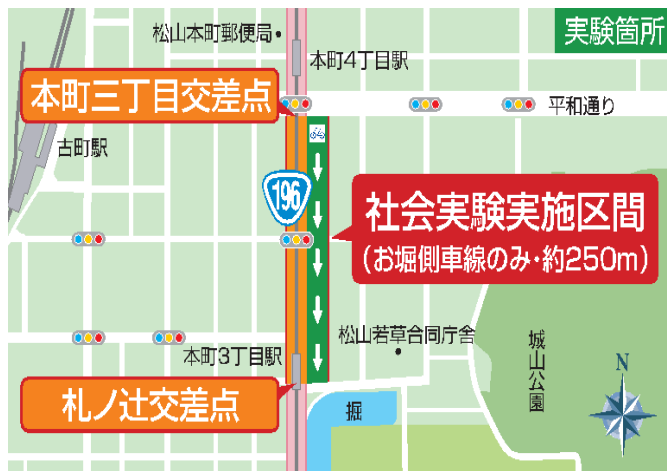 実験箇所
松山本町郵便局
本町4丁目駅
本町三丁目交差点
平和通り
古町駅
196
社会実験実施区間
(お堀側車線のみ・約250m)
本町3丁目駅
松山若草合同庁舎
城山公園
札ノ辻交差点
堀
N